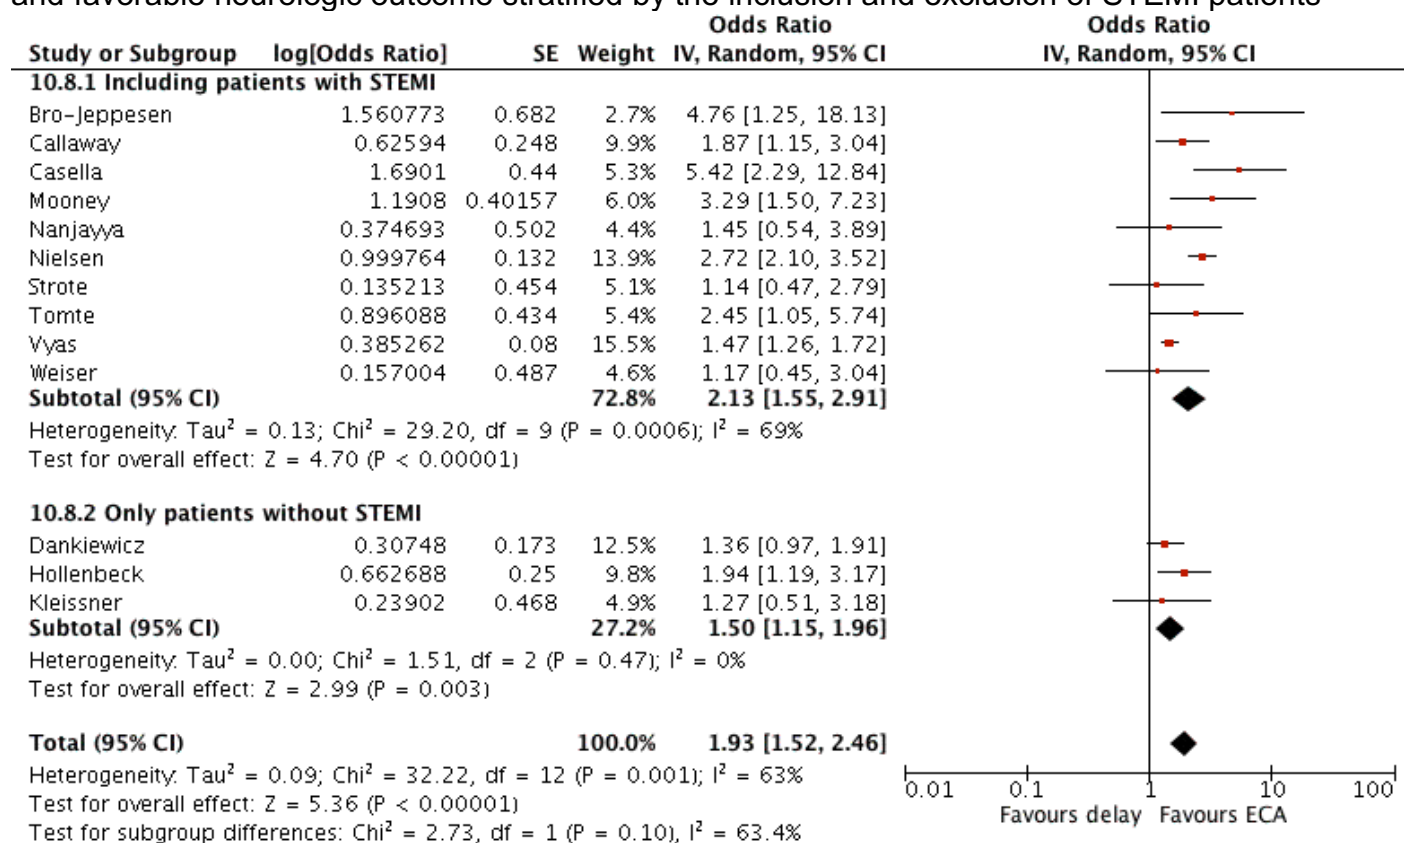 and favorable neurologic outcome stratified by the inclusion and exclusion of STEMI patients
Odds Ratio Odds Ratio
Study or Subgroup log[Odds Ratio] SE Weight IV, Random, 95% CI IV, Random, 95% CI
10.8.1 Including patients with STEMI
Bro-Jeppesen 1.560773 0.682 2.7% 4.76 [1.25, 18.13]
Callaway 0.62594 0.248 9.9% 1.87 [1.15, 3.04]
Casella 1.6901 0.44 5.3% 5.42 [2.29, 12.84]
Mooney 1.1908 0.40157 6.0% 3.29 [1.50, 7.23]
Nanjayya 0.374693 0.502 4.4% 1.45 [0.54, 3.89]
Nielsen 0.999764 0.132 13.9% 2.72 [2.10, 3.52]
Strote 0.135213 0.454 5.1% 1.14 [0.47, 2.79]
Tomte 0.896088 0.434 5.4% 2.45 [1.05, 5.74]
Vyas 0.385262 0.08 15.5% 1.47 [1.26, 1.72]
Weiser 0.157004 0.487 4.6% 1.17 [0.45, 3.04]
Subtotal (95% CI) 72.8% 2.13 [1.55, 2.91]
Heterogeneity: Tau² = 0.13; Chi² = 29.20, df = 9 (P = 0.0006); I² = 69%
Test for overall effect: Z = 4.70 (P < 0.00001)
10.8.2 Only patients without STEMI
Dankiewicz 0.30748 0.173 12.5% 1.36 [0.97, 1.91]
Hollenbeck 0.662688 0.25 9.8% 1.94 [1.19, 3.17]
Kleissner 0.23902 0.468 4.9% 1.27 [0.51, 3.18]
Subtotal (95% CI) 27.2% 1.50 [1.15, 1.96]
Heterogeneity: Tau² = 0.00; Chi² = 1.51, df = 2 (P = 0.47); I² = 0%
Test for overall effect: Z = 2.99 (P = 0.003)
Total (95% CI) 100.0% 1.93 [1.52, 2.46]
Heterogeneity: Tau² = 0.09; Chi² = 32.22, df = 12 (P = 0.001); I² = 63%
Test for overall effect: Z = 5.36 (P < 0.00001)
Test for subgroup differences: Chi² = 2.73, df = 1 (P = 0.10), I² = 63.4%
0.01 0.1 1 10 100
Favours delay Favours ECA